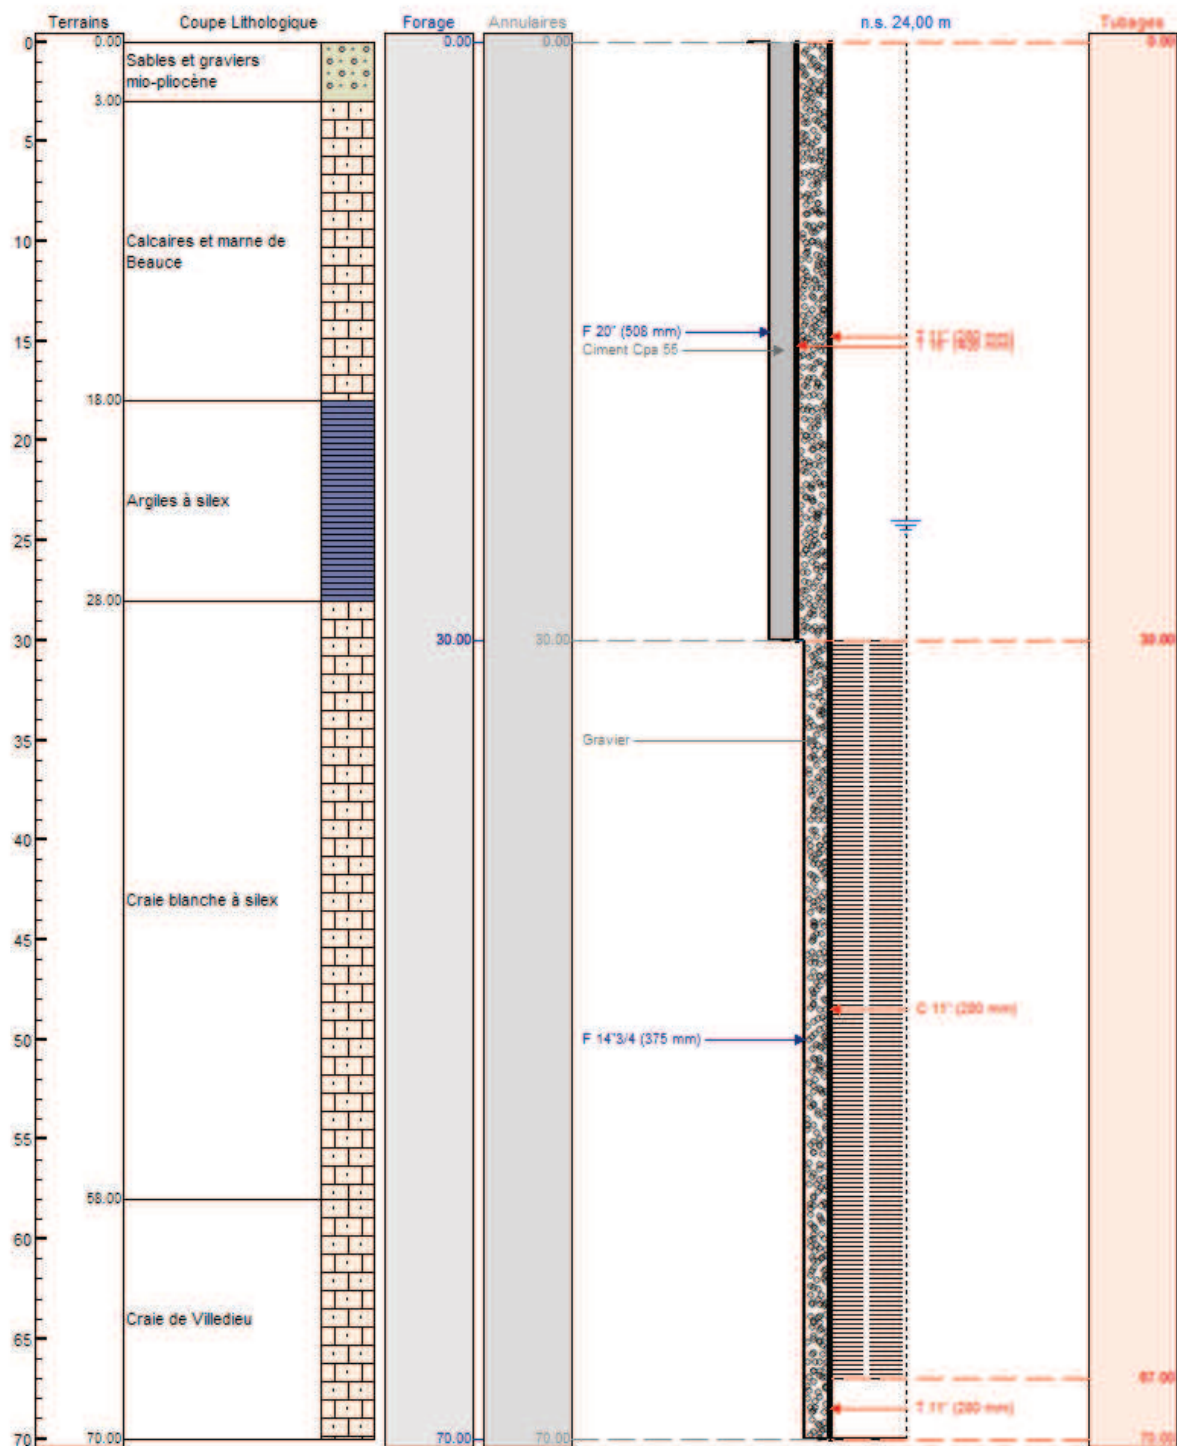 Terrains Coupe Lithologique Forage Annulaires n.s. 24,00 m Tubages
0 0.00 0.00 0.00 0.00
Sables et graviers
mio-pliocène
3.00
5
10
Calcaires et marne de
Beauce
F 20" (508 mm)
15
Ciment Cpa 55
18.00
20
Argiles à silex
25
28.00
30 30.00 30.00 30.00
35
Gravier
40
Craie blanche à silex
45
C 11" (280 mm)
50
F 14"3/4 (375 mm)
55
58.00
60
Craie de Villedieu
65
67.00
T 11" (280 mm)
70 70.00 70.00 70.00 70.00